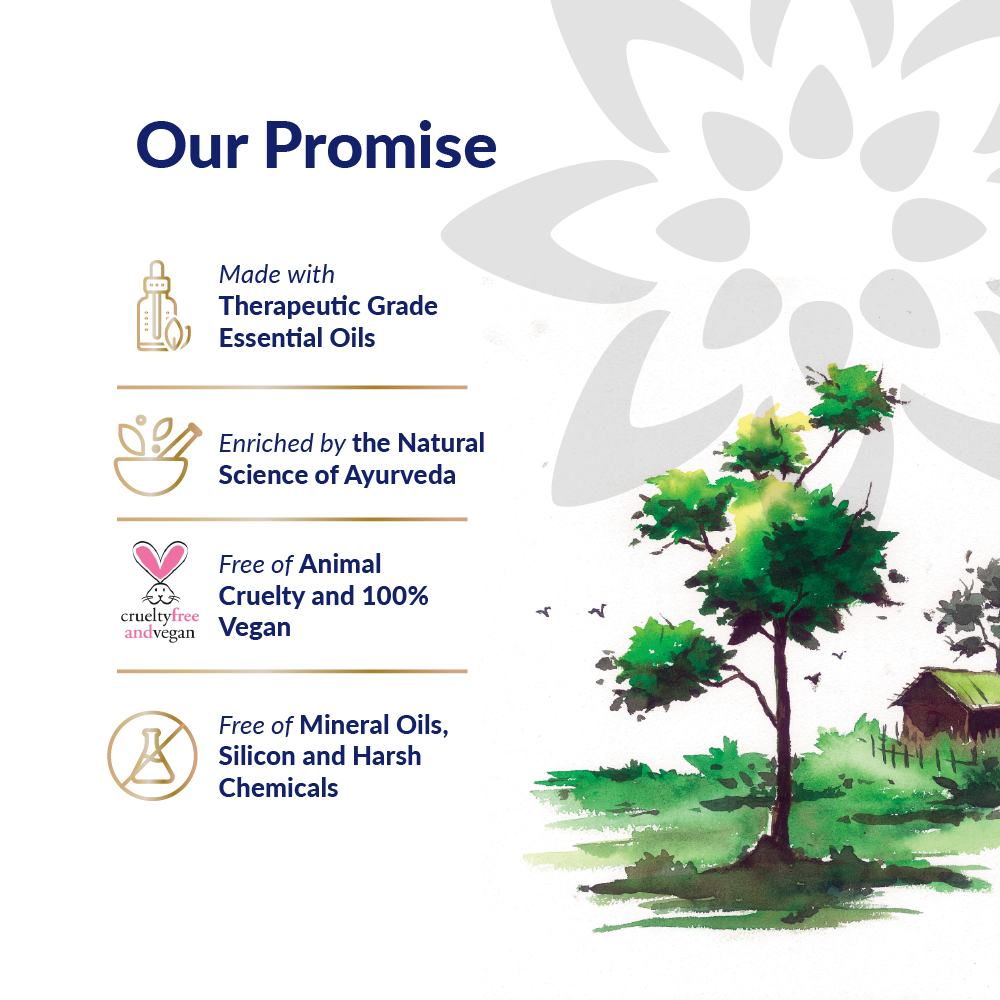 Our Promise
Made with
Therapeutic Grade
Essential Oils
Enriched by the Natural
Science of Ayurveda
Free of Animal
Cruelty and 100%
Vegan
crueltyfree
andvegan
Free of Mineral Oils,
Silicon and Harsh
Chemicals